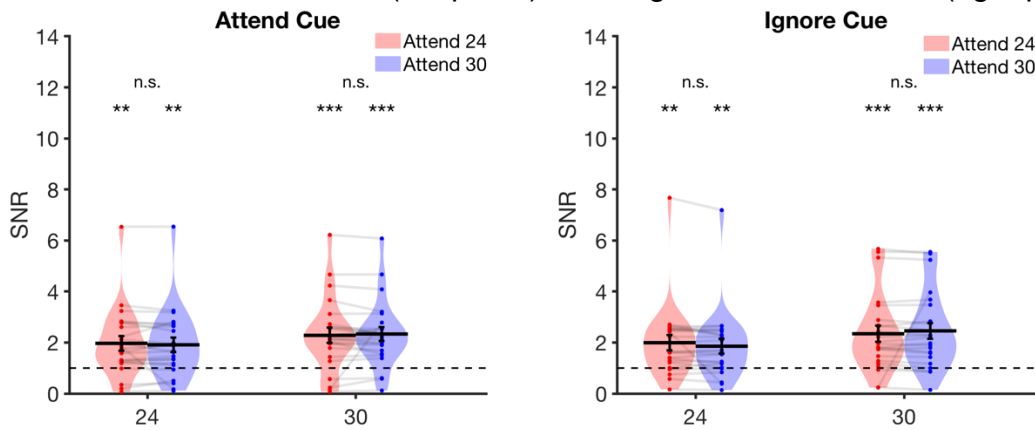 Attend Cue
14
12
10
8
6
4
2
0
SNR
Attend 24
Attend 30
n.s.
n.s.
** **
*** ***
24
30
Ignore Cue
14
12
10
8
6
4
2
0
SNR
Attend 24
Attend 30
n.s.
n.s.
** **
*** ***
24
30